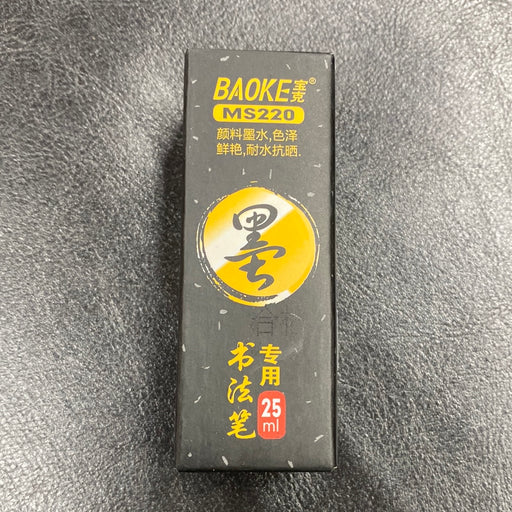 BAOKE宝克®
MS220
颜料墨水,色泽
鲜艳,耐水抗晒.
墨
书法笔
专用
25
ml